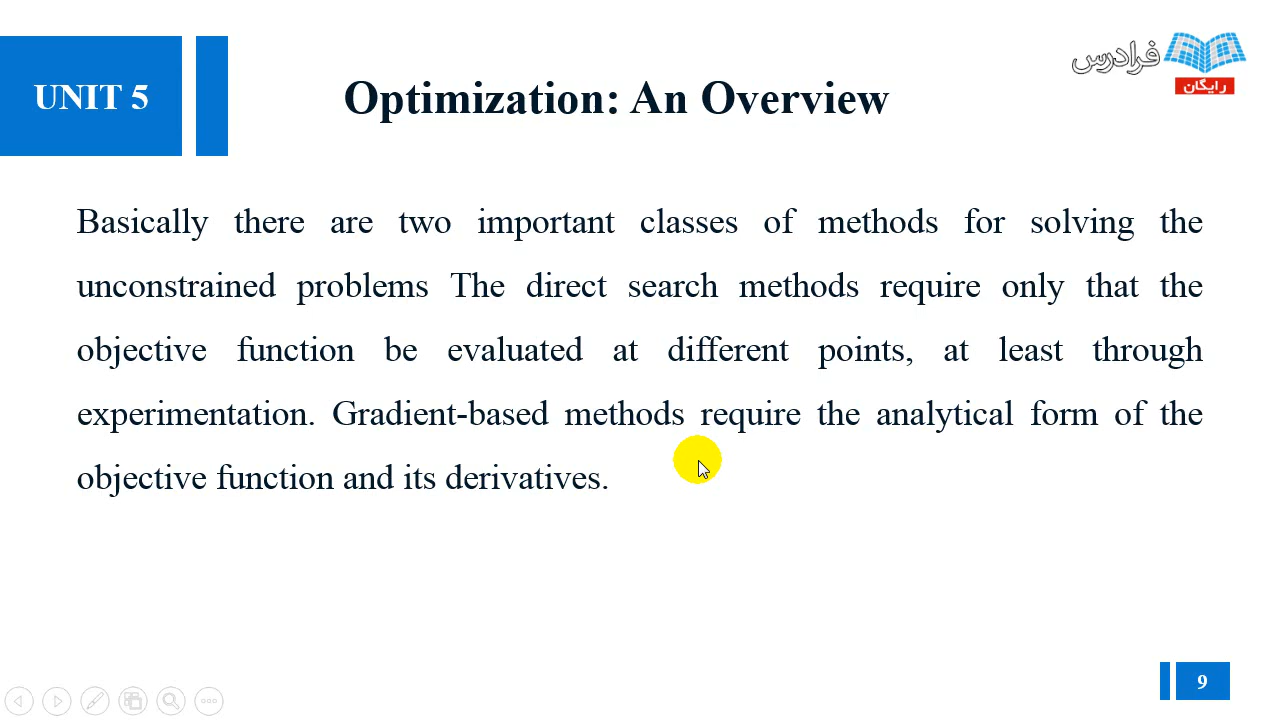 UNIT 5
Optimization: An Overview
فرادرس
رایگان
Basically there are two important classes of methods for solving the
unconstrained problems The direct search methods require only that the
objective function be evaluated at different points, at least through
experimentation. Gradient-based methods require the analytical form of the
objective function and its derivatives.
9